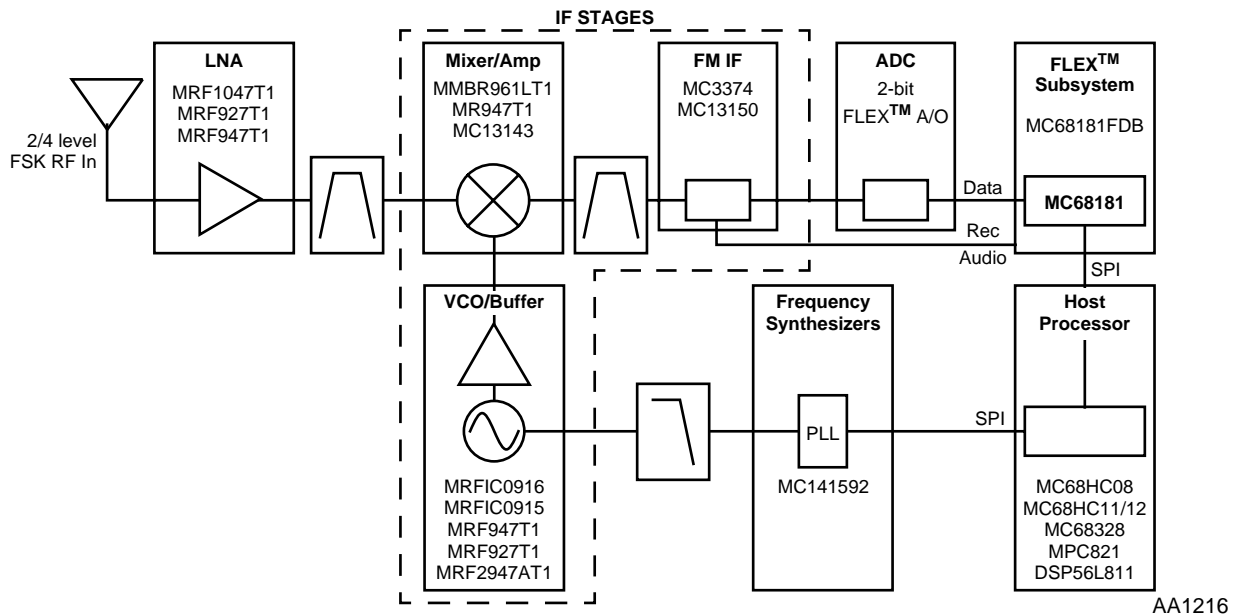 IF STAGES
LNA
MRF1047T1
MRF927T1
MRF947T1
2/4 level
FSK RF In
Mixer/Amp
MMBR961LT1
MR947T1
MC13143
FM IF
MC3374
MC13150
ADC
2-bit
FLEX™ A/O
FLEX™
Subsystem
MC68181FDB
Data
MC68181
Rec
Audio
SPI
VCO/Buffer
MRFIC0916
MRFIC0915
MRF947T1
MRF927T1
MRF2947AT1
Frequency
Synthesizers
PLL
MC141592
SPI
Host
Processor
MC68HC08
MC68HC11/12
MC68328
MPC821
DSP56L811
AA1216